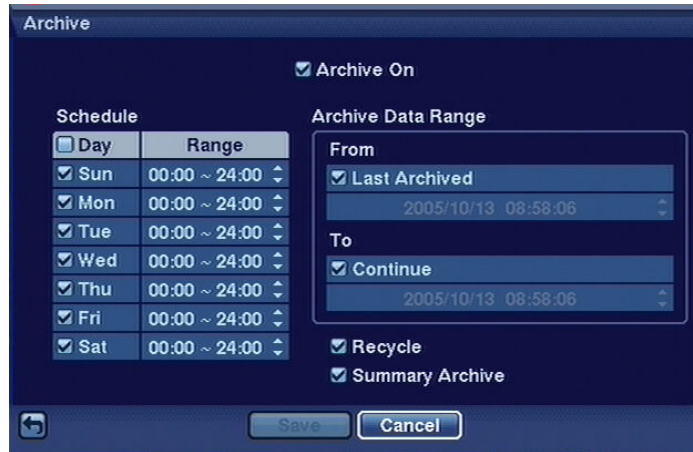 Archive
Archive On
Schedule
Day Range
Sun 00:00 ~ 24:00
Mon 00:00 ~ 24:00
Tue 00:00 ~ 24:00
Wed 00:00 ~ 24:00
Thu 00:00 ~ 24:00
Fri 00:00 ~ 24:00
Sat 00:00 ~ 24:00
Archive Data Range
From
Last Archived
2005/10/13 08:58:06
To
Continue
2005/10/13 08:58:06
Recycle
Summary Archive
Save Cancel